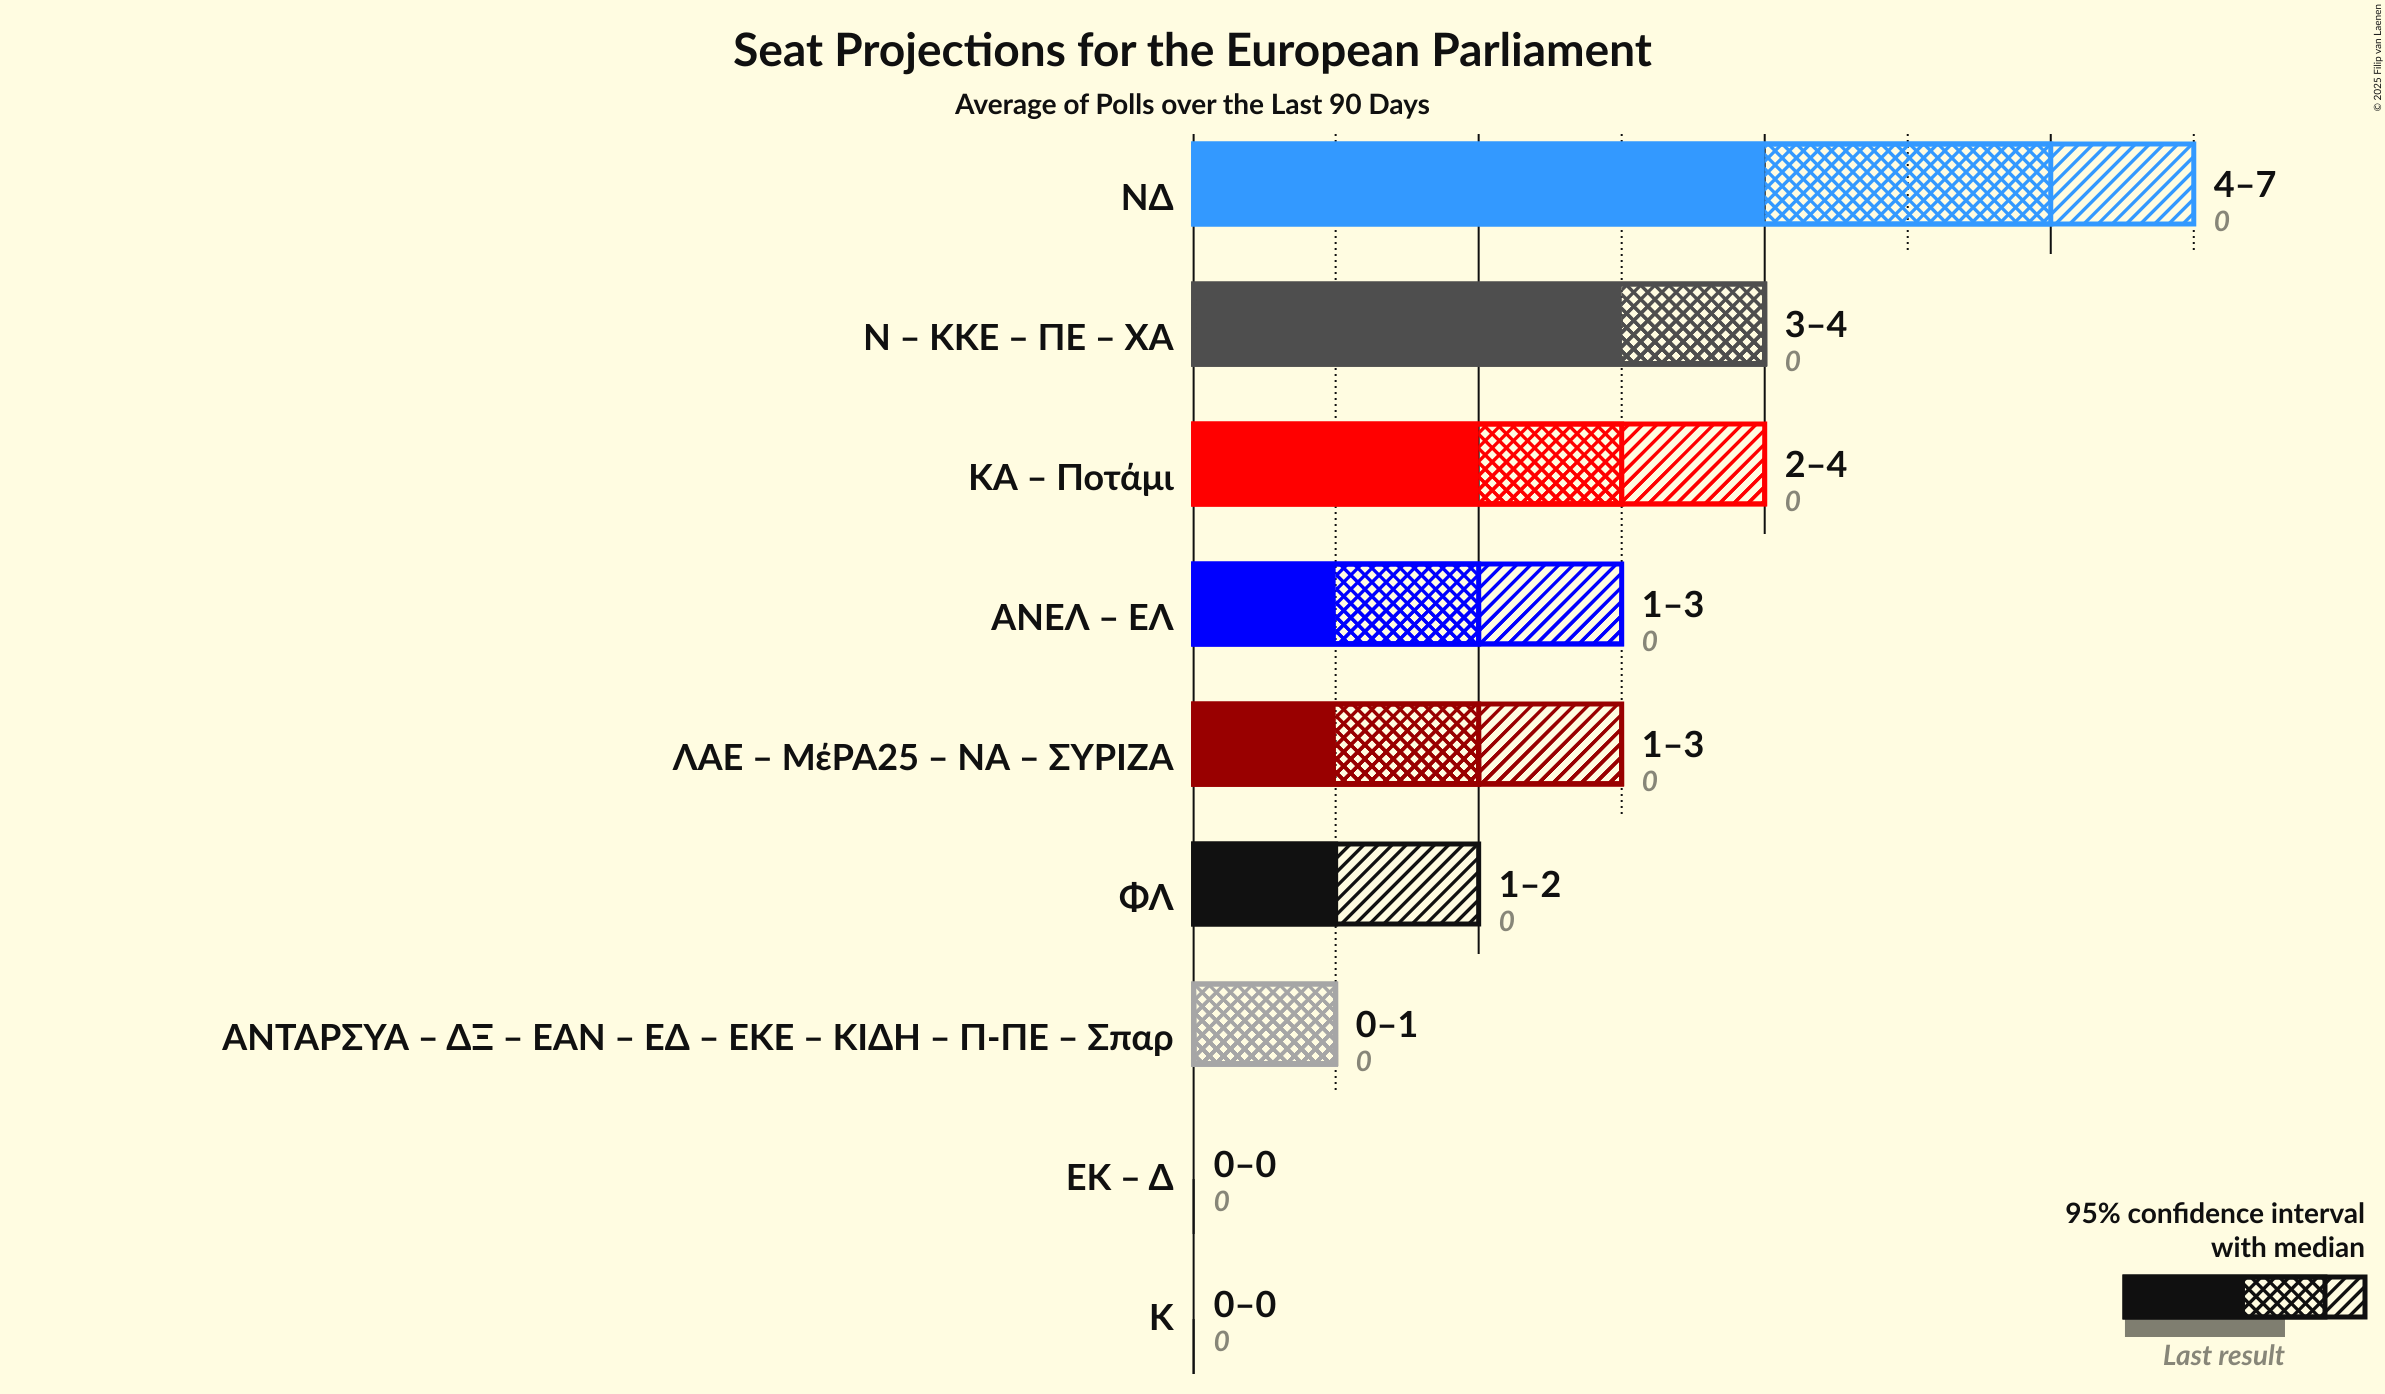 Seat Projections for the European Parliament
Average of Polls over the Last 90 Days
© 2025 Filip van Laenen
ΝΔ
4–7
0
Ν – ΚΚΕ – ΠΕ – ΧΑ
3–4
0
ΚΑ – Ποτάμι
2–4
0
ΑΝΕΛ – ΕΛ
1–3
0
ΛΑΕ – ΜέΡΑ25 – ΝΑ – ΣΥΡΙΖΑ
1–3
0
ΦΛ
1–2
0
ΑΝΤΑΡΣΥΑ – ΔΞ – ΕΑΝ – ΕΔ – ΕΚΕ – ΚΙΔΗ – Π-ΠΕ – Σπαρ
0–1
0
ΕΚ – Δ
0–0
0
Κ
0–0
0
95% confidence interval
with median
Last result